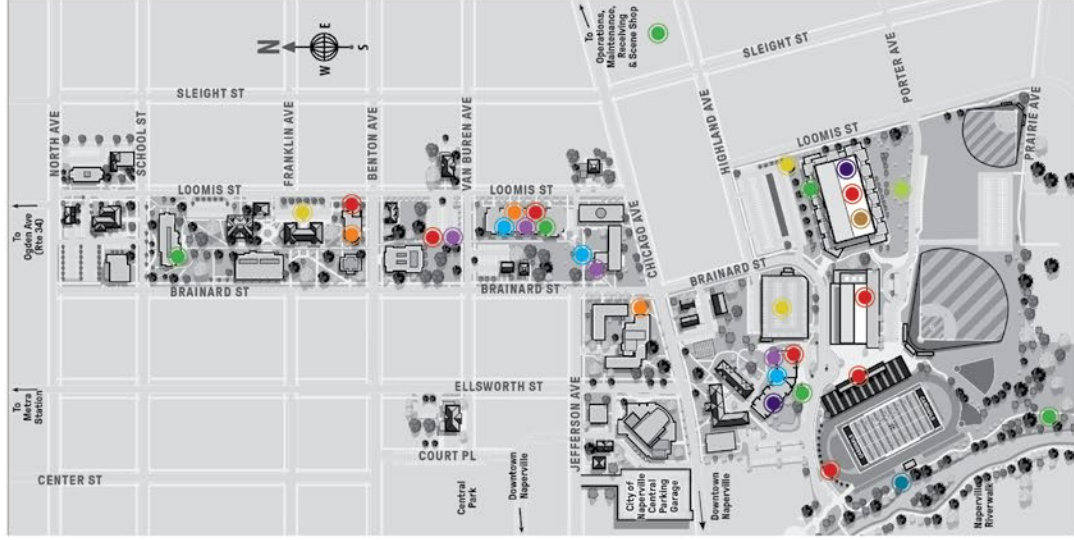 To
Operations,
Maintenance,
Receiving
& Scene Shop
SLEIGHT ST
N
E
W
S
SLEIGHT ST
NORTH AVE
SCHOOL ST
FRANKLIN AVE
BENTON AVE
VAN BUREN AVE
HIGHLAND AVE
PORTER AVE
PRAIRIE AVE
LOOMIS ST
LOOMIS ST
LOOMIS ST
To
Ogden Ave
(Rte 34)
CHICAGO AVE
BRAINARD ST
BRAINARD ST
BRAINARD ST
To
Metra
Station
ELLSWORTH ST
JEFFERSON AVE
COURT PL
CENTER ST
Central
Park
Downtown
Naperville
City of
Naperville
Central
Parking
Garage
Downtown
Naperville
Naperville
Riverwalk